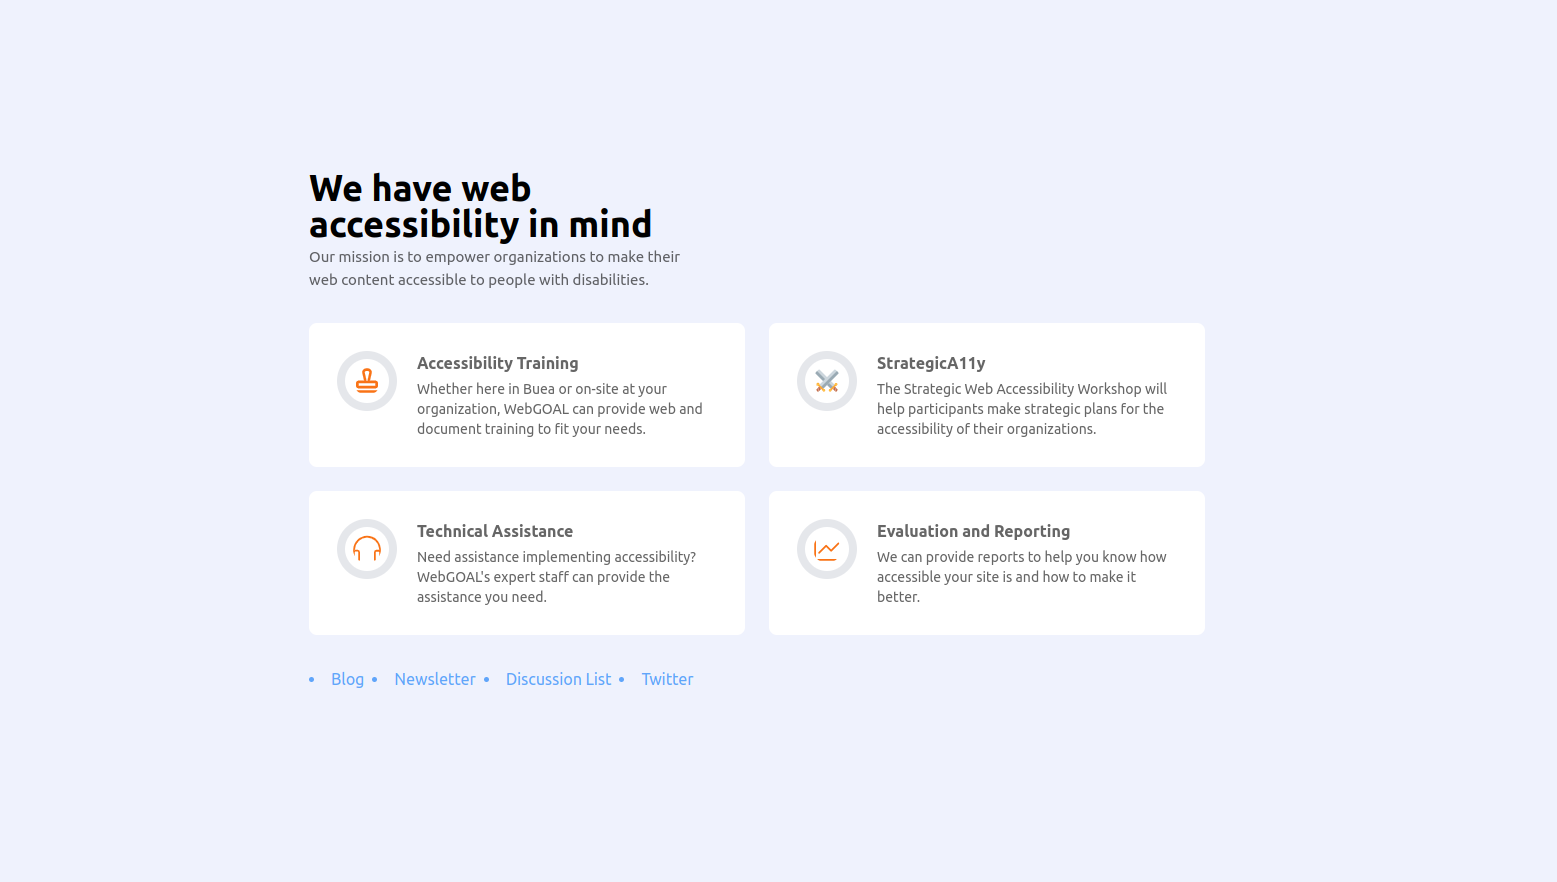 We have web
accessibility in mind
Our mission is to empower organizations to make their
web content accessible to people with disabilities.
Accessibility Training
Whether here in Buea or on-site at your
organization, WebGOAL can provide web and
document training to fit your needs.
StrategicA11y
The Strategic Web Accessibility Workshop will
help participants make strategic plans for the
accessibility of their organizations.
Technical Assistance
Need assistance implementing accessibility?
WebGOAL's expert staff can provide the
assistance you need.
Evaluation and Reporting
We can provide reports to help you know how
accessible your site is and how to make it
better.
• Blog • Newsletter • Discussion List • Twitter